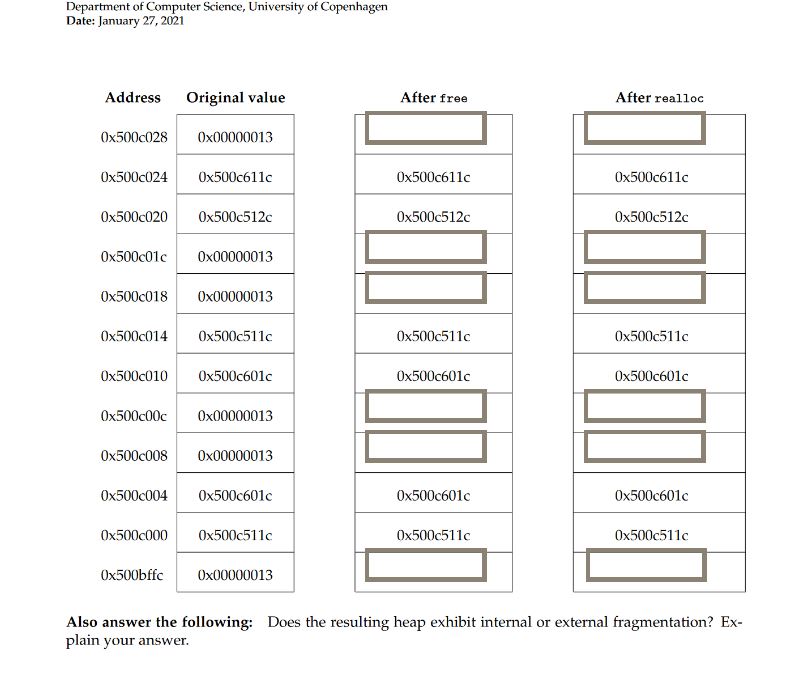 Department of Computer Science, University of Copenhagen
Date: January 27, 2021
Address Original value After free After realloc
0x500c028 0x00000013
0x500c024 0x500c611c 0x500c611c 0x500c611c
0x500c020 0x500c512c 0x500c512c 0x500c512c
0x500c01c 0x00000013
0x500c018 0x00000013
0x500c014 0x500c511c 0x500c511c 0x500c511c
0x500c010 0x500c601c 0x500c601c 0x500c601c
0x500c00c 0x00000013
0x500c008 0x00000013
0x500c004 0x500c601c 0x500c601c 0x500c601c
0x500c000 0x500c511c 0x500c511c 0x500c511c
0x500bffc 0x00000013
Also answer the following: Does the resulting heap exhibit internal or external fragmentation? Ex-
plain your answer.